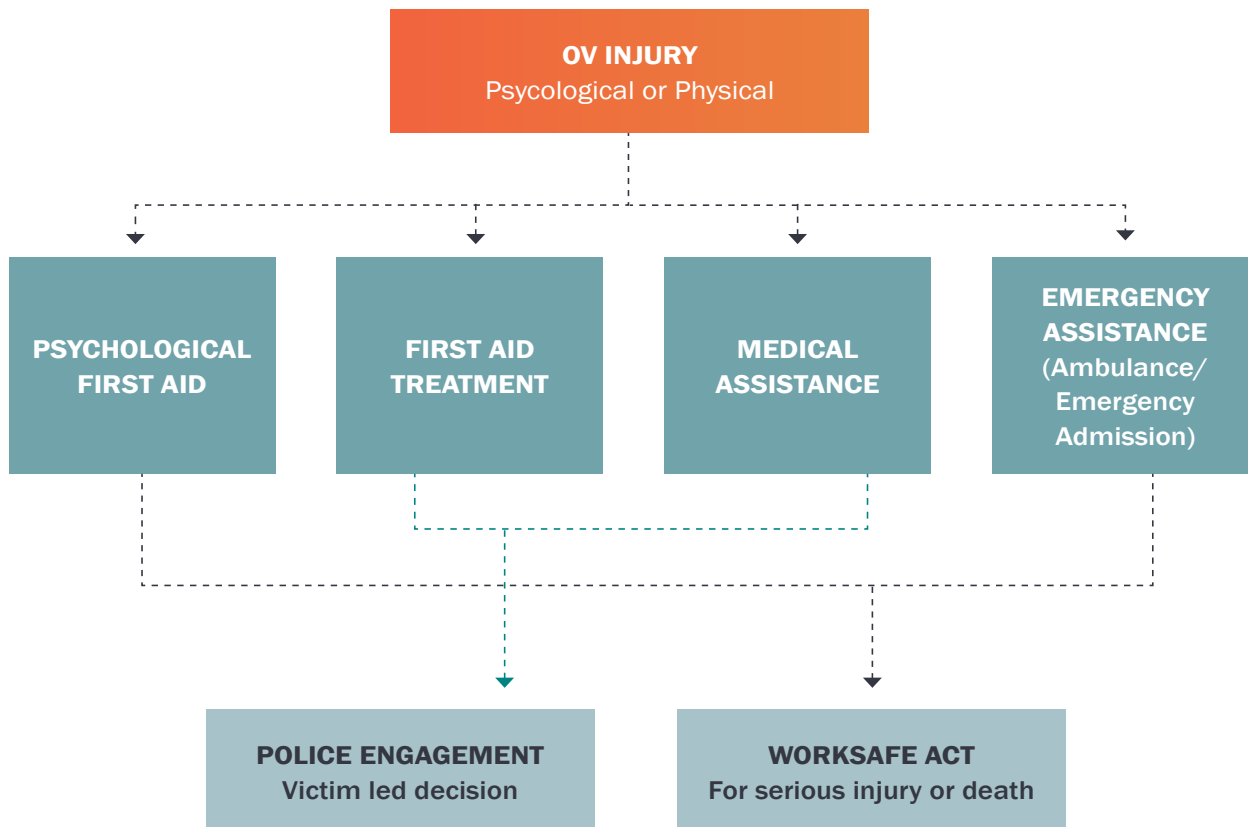 OV INJURY
Psycological or Physical
PSYCHOLOGICAL
FIRST AID
FIRST AID
TREATMENT
MEDICAL
ASSISTANCE
EMERGENCY
ASSISTANCE
(Ambulance/
Emergency
Admission)
POLICE ENGAGEMENT
Victim led decision
WORKSAFE ACT
For serious injury or death